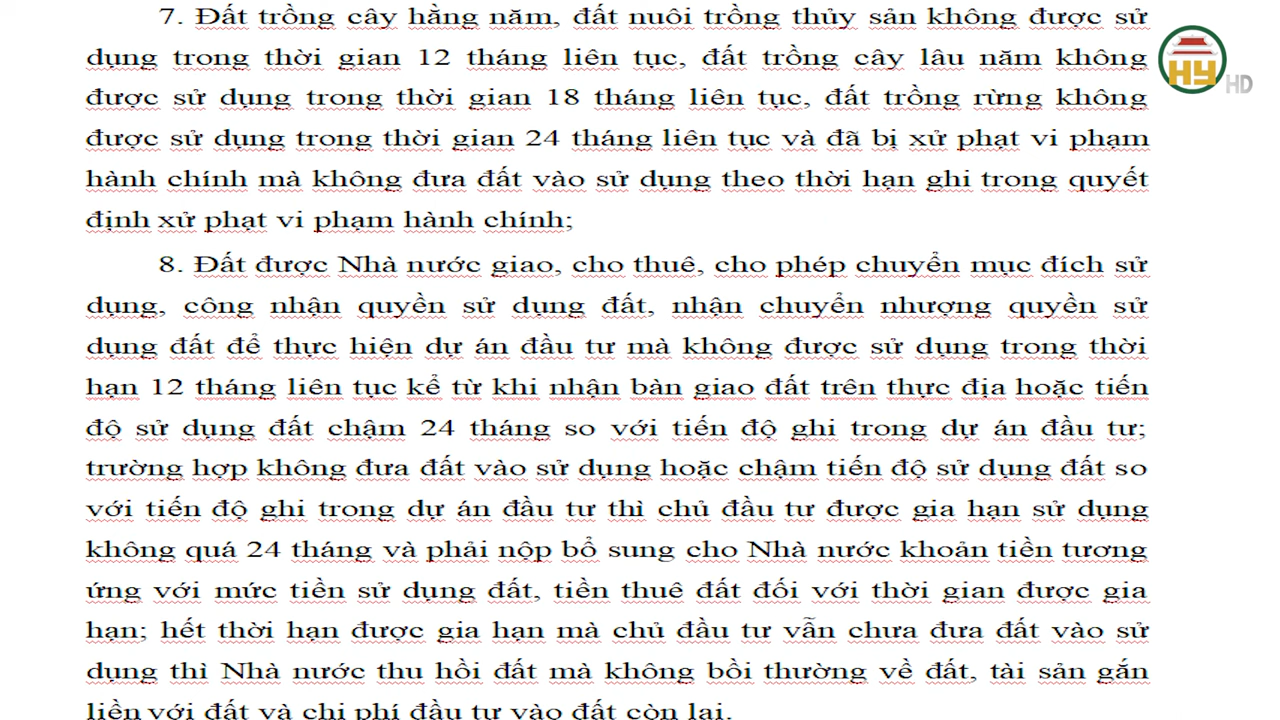 7. Đất trồng cây hằng năm, đất nuôi trồng thủy sản không được sử
dụng trong thời gian 12 tháng liên tục, đất trồng cây lâu năm không
được sử dụng trong thời gian 18 tháng liên tục, đất trồng rừng không
được sử dụng trong thời gian 24 tháng liên tục và đã bị xử phạt vi phạm
hành chính mà không đưa đất vào sử dụng theo thời hạn ghi trong quyết
định xử phạt vi phạm hành chính;
8. Đất được Nhà nước giao, cho thuê, cho phép chuyển mục đích sử
dụng, công nhận quyền sử dụng đất, nhận chuyển nhượng quyền sử
dụng đất để thực hiện dự án đầu tư mà không được sử dụng trong thời
hạn 12 tháng liên tục kể từ khi nhận bàn giao đất trên thực địa hoặc tiến
độ sử dụng đất chậm 24 tháng so với tiến độ ghi trong dự án đầu tư;
trường hợp không đưa đất vào sử dụng hoặc chậm tiến độ sử dụng đất so
với tiến độ ghi trong dự án đầu tư thì chủ đầu tư được gia hạn sử dụng
không quá 24 tháng và phải nộp bổ sung cho Nhà nước khoản tiền tương
ứng với mức tiền sử dụng đất, tiền thuê đất đối với thời gian được gia
hạn; hết thời hạn được gia hạn mà chủ đầu tư vẫn chưa đưa đất vào sử
dụng thì Nhà nước thu hồi đất mà không bồi thường về đất, tài sản gắn
liền với đất và chi phí đầu tư vào đất còn lại.
HY HD